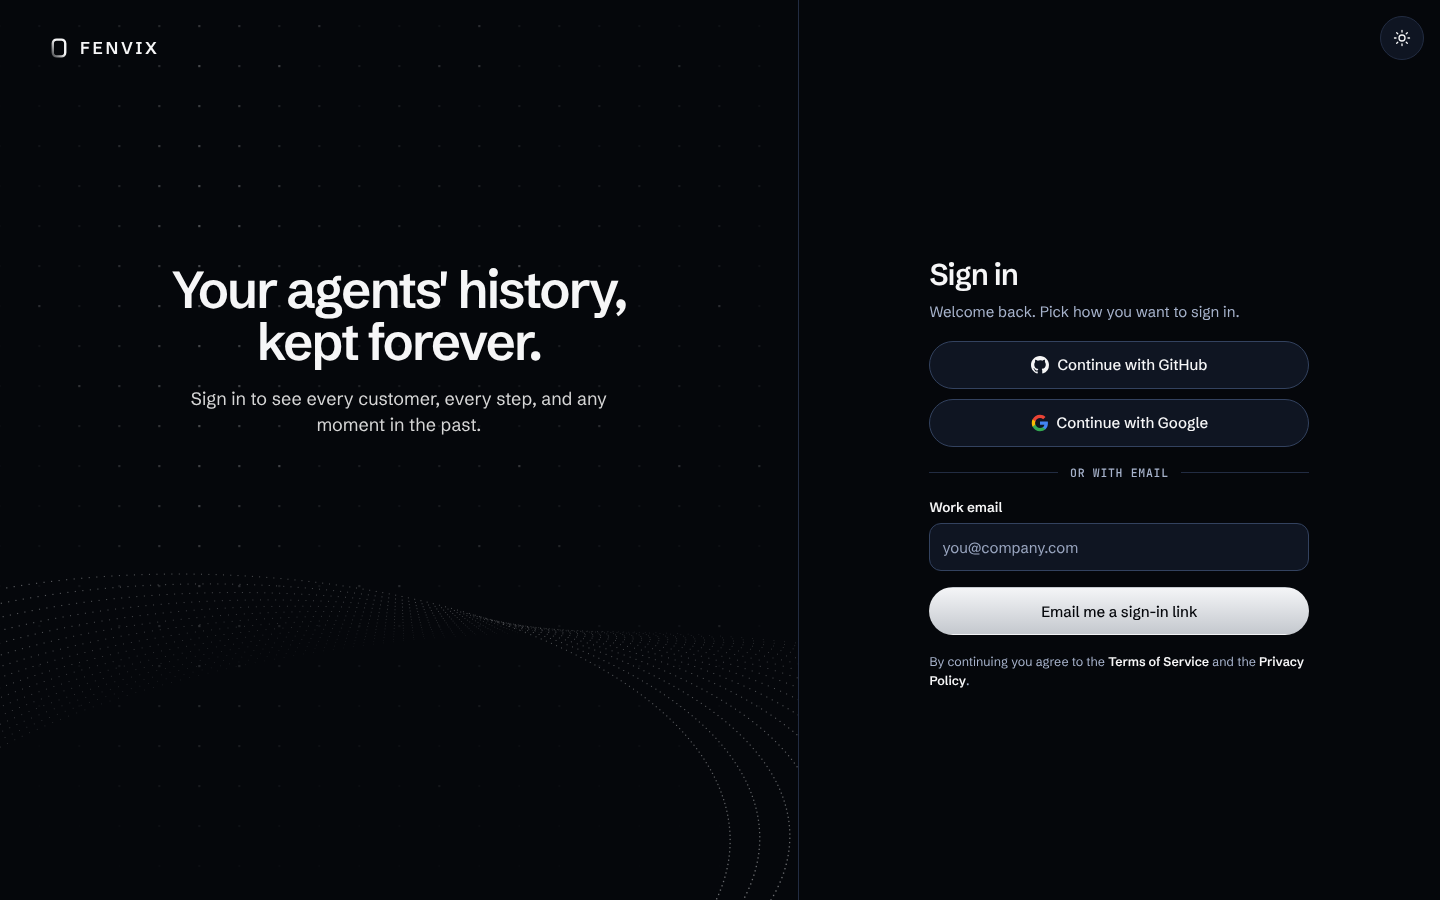 FENVIX
Your agents' history,
kept forever.
Sign in to see every customer, every step, and any
moment in the past.
Sign in
Welcome back. Pick how you want to sign in.
Continue with GitHub
Continue with Google
OR WITH EMAIL
Work email
you@company.com
Email me a sign-in link
By continuing you agree to the Terms of Service and the Privacy
Policy.